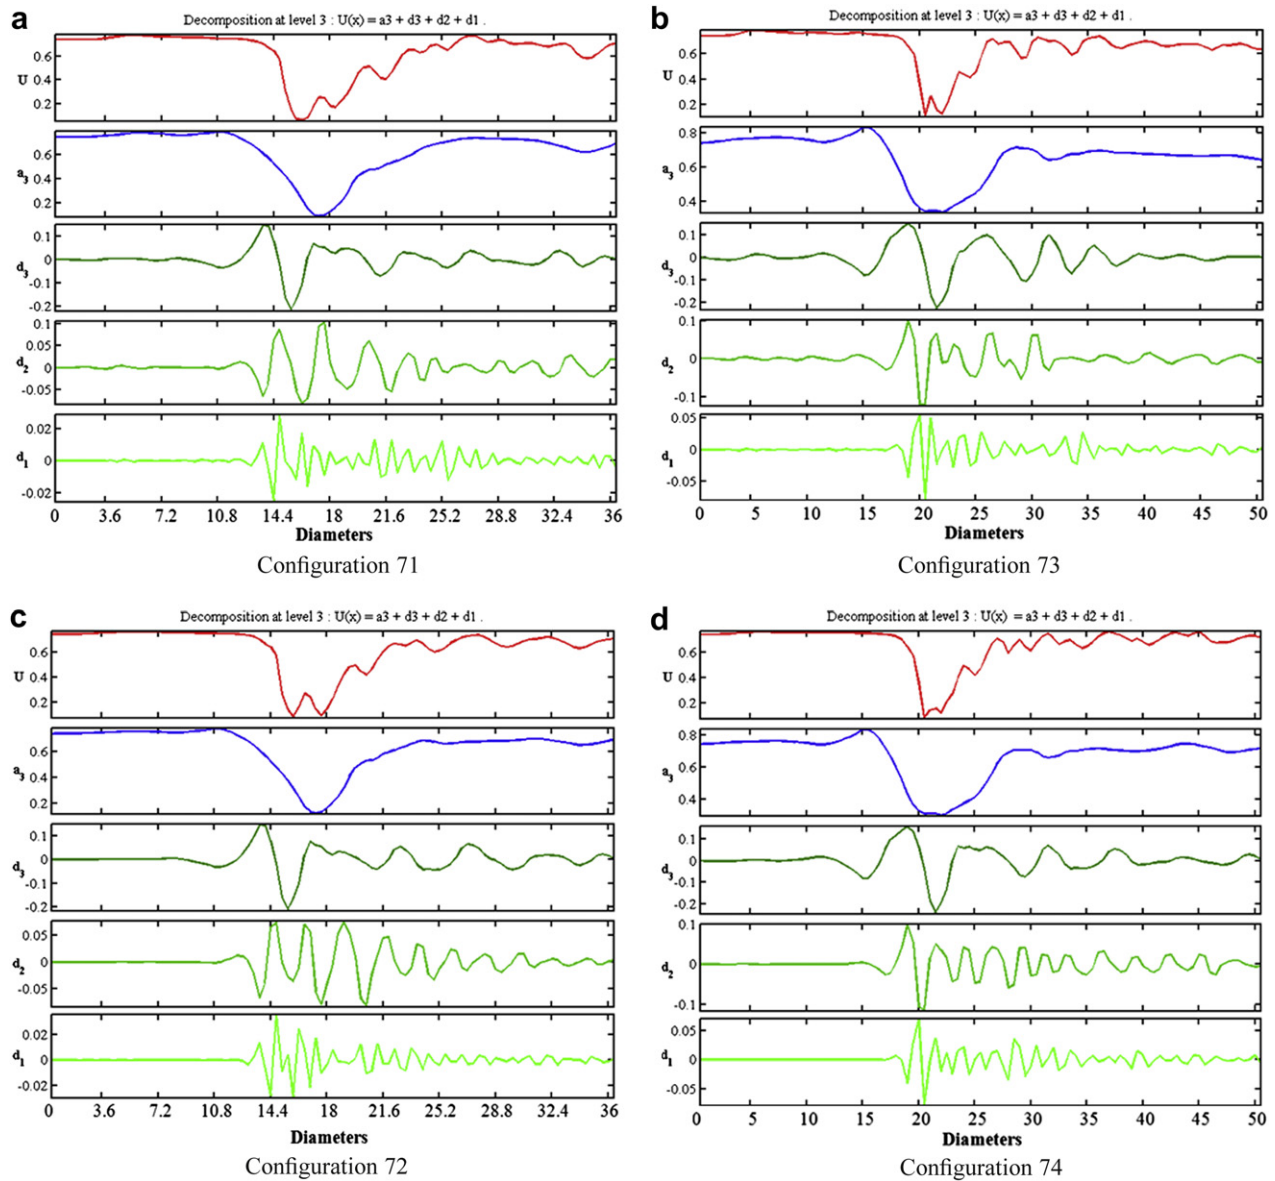 a
Decomposition at level 3 : U(x) = a3 + d3 + d2 + d1 .
U
0.6
0.4
0.2
a3
0.6
0.4
0.2
d3
0.1
0
-0.1
-0.2
d2
0.1
0.05
0
-0.05
d1
0.02
0
-0.02
0 3.6 7.2 10.8 14.4 18 21.6 25.2 28.8 32.4 36
Diameters
Configuration 71
b
Decomposition at level 3 : U(x) = a3 + d3 + d2 + d1 .
U
0.6
0.4
0.2
a3
0.8
0.6
0.4
d3
0.1
0
-0.1
-0.2
d2
0.1
0
-0.1
d1
0.05
0
-0.05
0 5 10 15 20 25 30 35 40 45 50
Diameters
Configuration 73
c
Decomposition at level 3 : U(x) = a3 + d3 + d2 + d1 .
U
0.6
0.4
0.2
a3
0.6
0.4
0.2
d3
0.1
0
-0.1
-0.2
d2
0.05
0
-0.05
d1
0.02
0
-0.02
0 3.6 7.2 10.8 14.4 18 21.6 25.2 28.8 32.4 36
Diameters
Configuration 72
d
Decomposition at level 3 : U(x) = a3 + d3 + d2 + d1 .
U
0.6
0.4
0.2
a3
0.8
0.6
0.4
d3
0.1
0
-0.1
-0.2
d2
0.1
0
-0.1
d1
0.05
0
-0.05
0 5 10 15 20 25 30 35 40 45 50
Diameters
Configuration 74